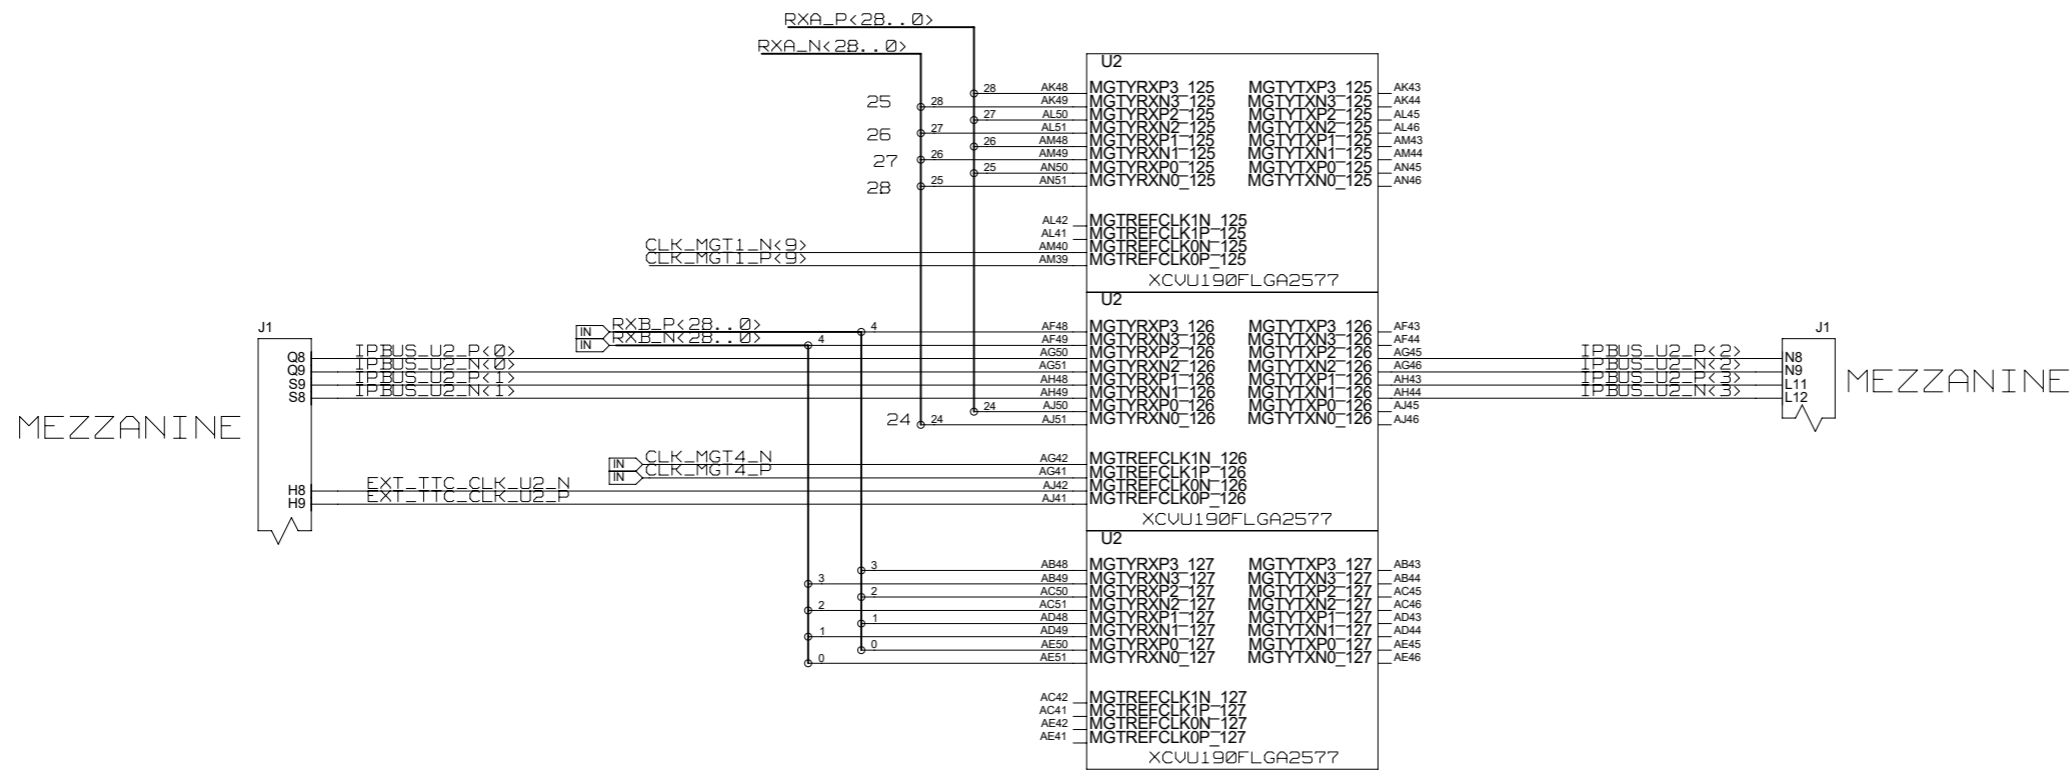 RXA_P<28..0>
RXA_N<28..0>
U2
28 AK48 MGTYRXP3_125 MGTYTXP3_125 AK43
25 28 AK49 MGTYRXN3_125 MGTYTXN3_125 AK44
27 AL50 MGTYRXP2_125 MGTYTXP2_125 AL45
26 27 AL51 MGTYRXN2_125 MGTYTXN2_125 AL46
26 AM48 MGTYRXP1_125 MGTYTXP1_125 AM43
27 26 AM49 MGTYRXN1_125 MGTYTXN1_125 AM44
25 AN50 MGTYRXP0_125 MGTYTXP0_125 AN45
28 25 AN51 MGTYRXN0_125 MGTYTXN0_125 AN46
AL42 MGTREFCLK1N_125
AL41 MGTREFCLK1P_125
CLK_MGT1_N<9> AM40 MGTREFCLK0N_125
CLK_MGT1_P<9> AM39 MGTREFCLK0P_125
XCVU190FLGA2577
U2
J1
IN RXB_P<28..0> 4 AF48 MGTYRXP3_126 MGTYTXP3_126 AF43
J1
IN RXB_N<28..0> 4 AF49 MGTYRXN3_126 MGTYTXN3_126 AF44
Q8 IPBUS_U2_P<0> AG50 MGTYRXP2_126 MGTYTXP2_126 AG45 IPBUS_U2_P<2> N8
Q9 IPBUS_U2_N<0> AG51 MGTYRXN2_126 MGTYTXN2_126 AG46 IPBUS_U2_N<2> N9
S9 IPBUS_U2_P<1> AH48 MGTYRXP1_126 MGTYTXP1_126 AH43 IPBUS_U2_P<3> L11
S8 IPBUS_U2_N<1> AH49 MGTYRXN1_126 MGTYTXN1_126 AH44 IPBUS_U2_N<3> L12
MEZZANINE
24 AJ50 MGTYRXP0_126 MGTYTXP0_126 AJ45
24 24 AJ51 MGTYRXN0_126 MGTYTXN0_126 AJ46
MEZZANINE
IN CLK_MGT4_N AG42 MGTREFCLK1N_126
IN CLK_MGT4_P AG41 MGTREFCLK1P_126
H8 EXT_TTC_CLK_U2_N AJ42 MGTREFCLK0N_126
H9 EXT_TTC_CLK_U2_P AJ41 MGTREFCLK0P_126
XCVU190FLGA2577
U2
3 AB48 MGTYRXP3_127 MGTYTXP3_127 AB43
3 AB49 MGTYRXN3_127 MGTYTXN3_127 AB44
2 AC50 MGTYRXP2_127 MGTYTXP2_127 AC45
2 AC51 MGTYRXN2_127 MGTYTXN2_127 AC46
1 AD48 MGTYRXP1_127 MGTYTXP1_127 AD43
1 AD49 MGTYRXN1_127 MGTYTXN1_127 AD44
0 AE50 MGTYRXP0_127 MGTYTXP0_127 AE45
0 AE51 MGTYRXN0_127 MGTYTXN0_127 AE46
AC42 MGTREFCLK1N_127
AC41 MGTREFCLK1P_127
AE42 MGTREFCLK0N_127
AE41 MGTREFCLK0P_127
XCVU190FLGA2577